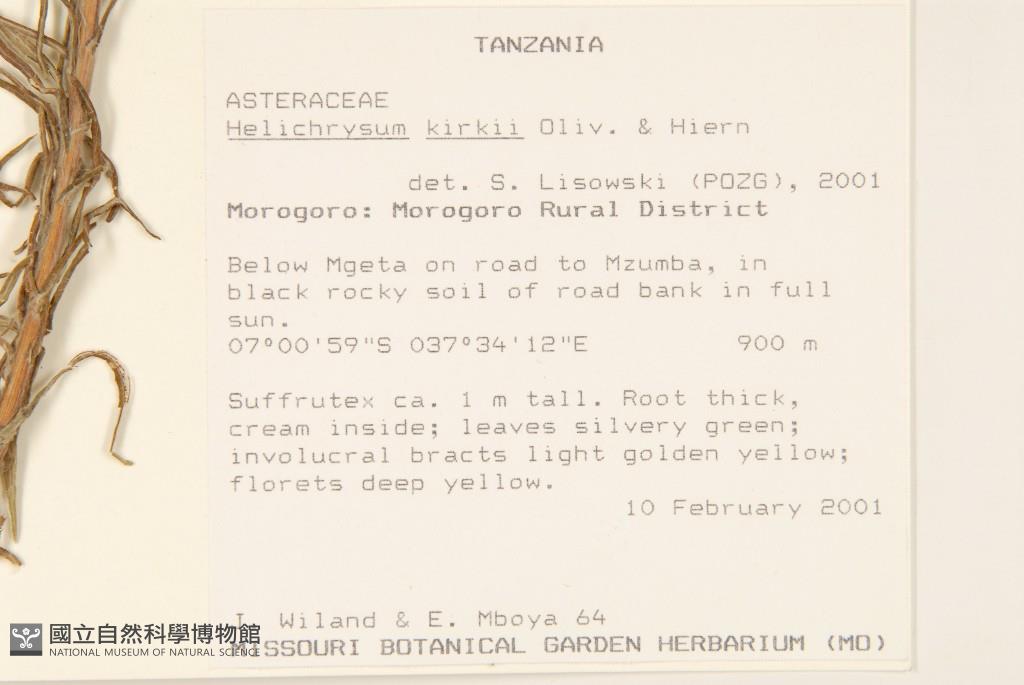 TANZANIA
ASTERACEAE
Helichrysum kirkii Oliv. & Hiern
det. S. Lisowski (POZG), 2001
Morogoro: Morogoro Rural District
Below Mgeta on road to Mzumba, in
black rocky soil of road bank in full
sun.
07°00'59"S 037°34'12"E 900 m
Suffrutex ca. 1 m tall. Root thick,
cream inside; leaves silvery green;
involucral bracts light golden yellow;
florets deep yellow.
10 February 2001
Wiland & E. Mboya 64
MISSOURI BOTANICAL GARDEN HERBARIUM (MO)
國立自然科學博物館
NATIONAL MUSEUM OF NATURAL SCIENCE